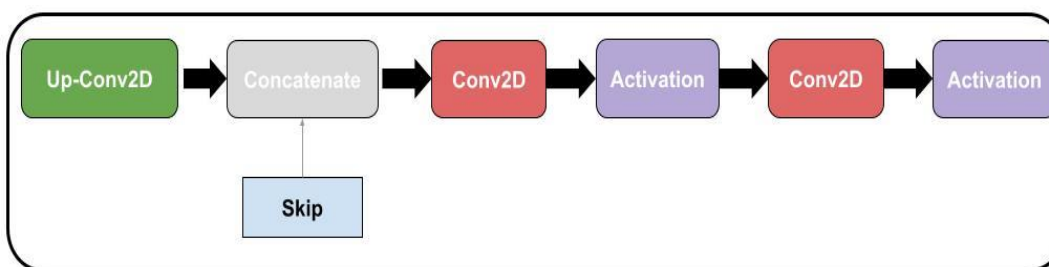 Up-Conv2D
Concatenate
Conv2D
Activation
Conv2D
Activation
Skip